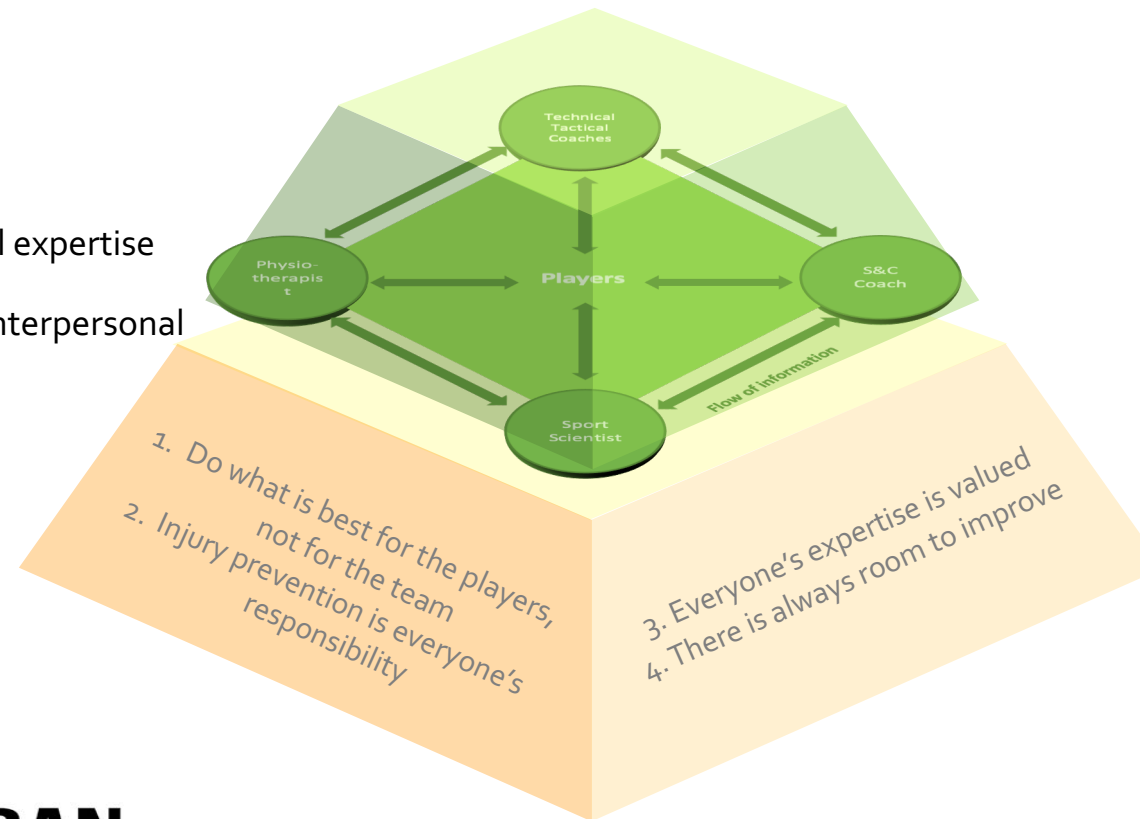 Technical
Tactical
Coaches
expertise
Physio-
therapis
t
Players
S&C
Coach
nterpersonal
Flow of information
Sport
Scientist
1. Do what is best for the players,
not for the team
2. Injury prevention is everyone's
responsibility
3. Everyone's expertise is valued
4. There is always room to improve